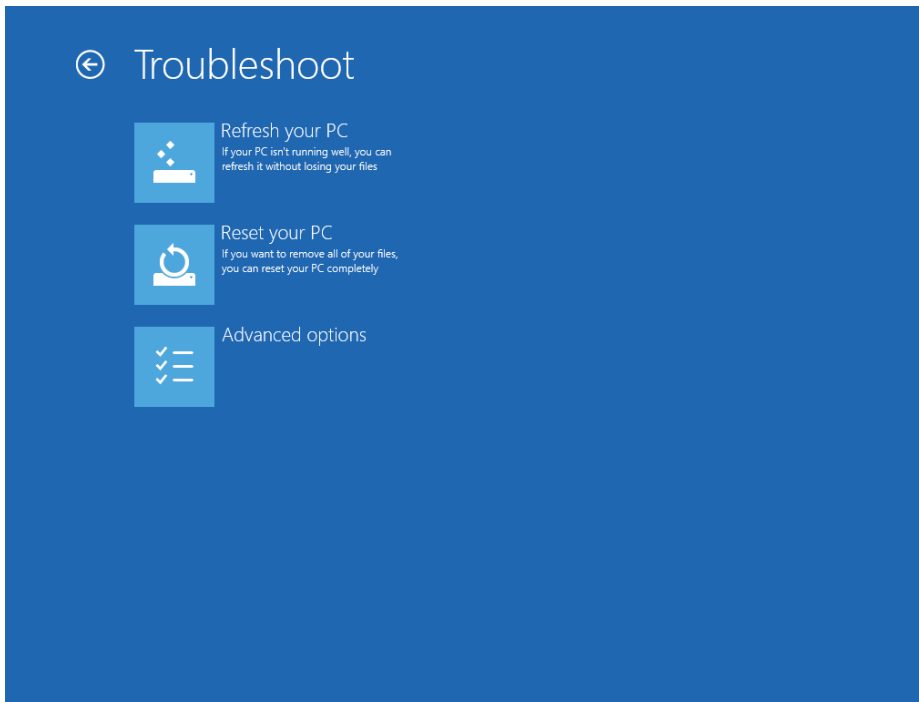 Troubleshoot
Refresh your PC
If your PC isn't running well, you can
refresh it without losing your files
Reset your PC
If you want to remove all of your files,
you can reset your PC completely
Advanced options